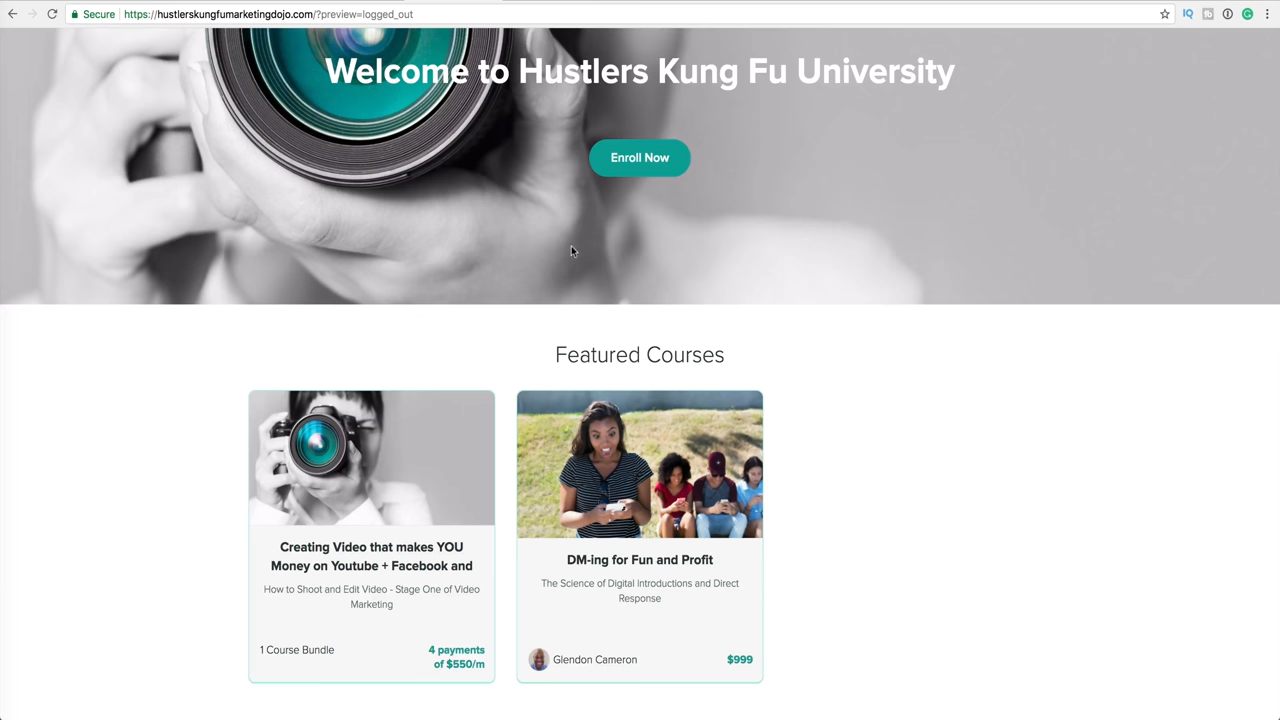 Secure
https://hustlerskungfumarketingdojo.com/?preview=logged_out
Welcome to Hustlers Kung Fu University
Enroll Now
Featured Courses
Creating Video that makes YOU
Money on Youtube + Facebook and
How to Shoot and Edit Video - Stage One of Video
Marketing
1 Course Bundle
4 payments
of $550/m
DM-ing for Fun and Profit
The Science of Digital Introductions and Direct
Response
Glendon Cameron
$999